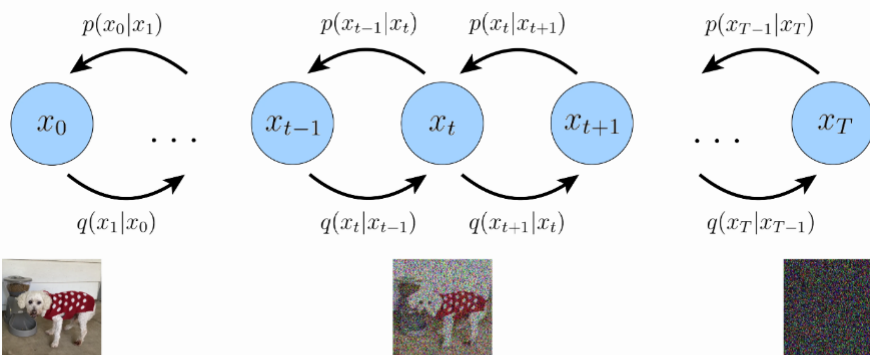 p(x_0|x_1) p(x_{t−1}|x_t) p(x_t|x_{t+1}) p(x_{T−1}|x_T)
x_0 . . . x_{t−1} x_t x_{t+1} . . . x_T
q(x_1|x_0) q(x_t|x_{t−1}) q(x_{t+1}|x_t) q(x_T|x_{T−1})